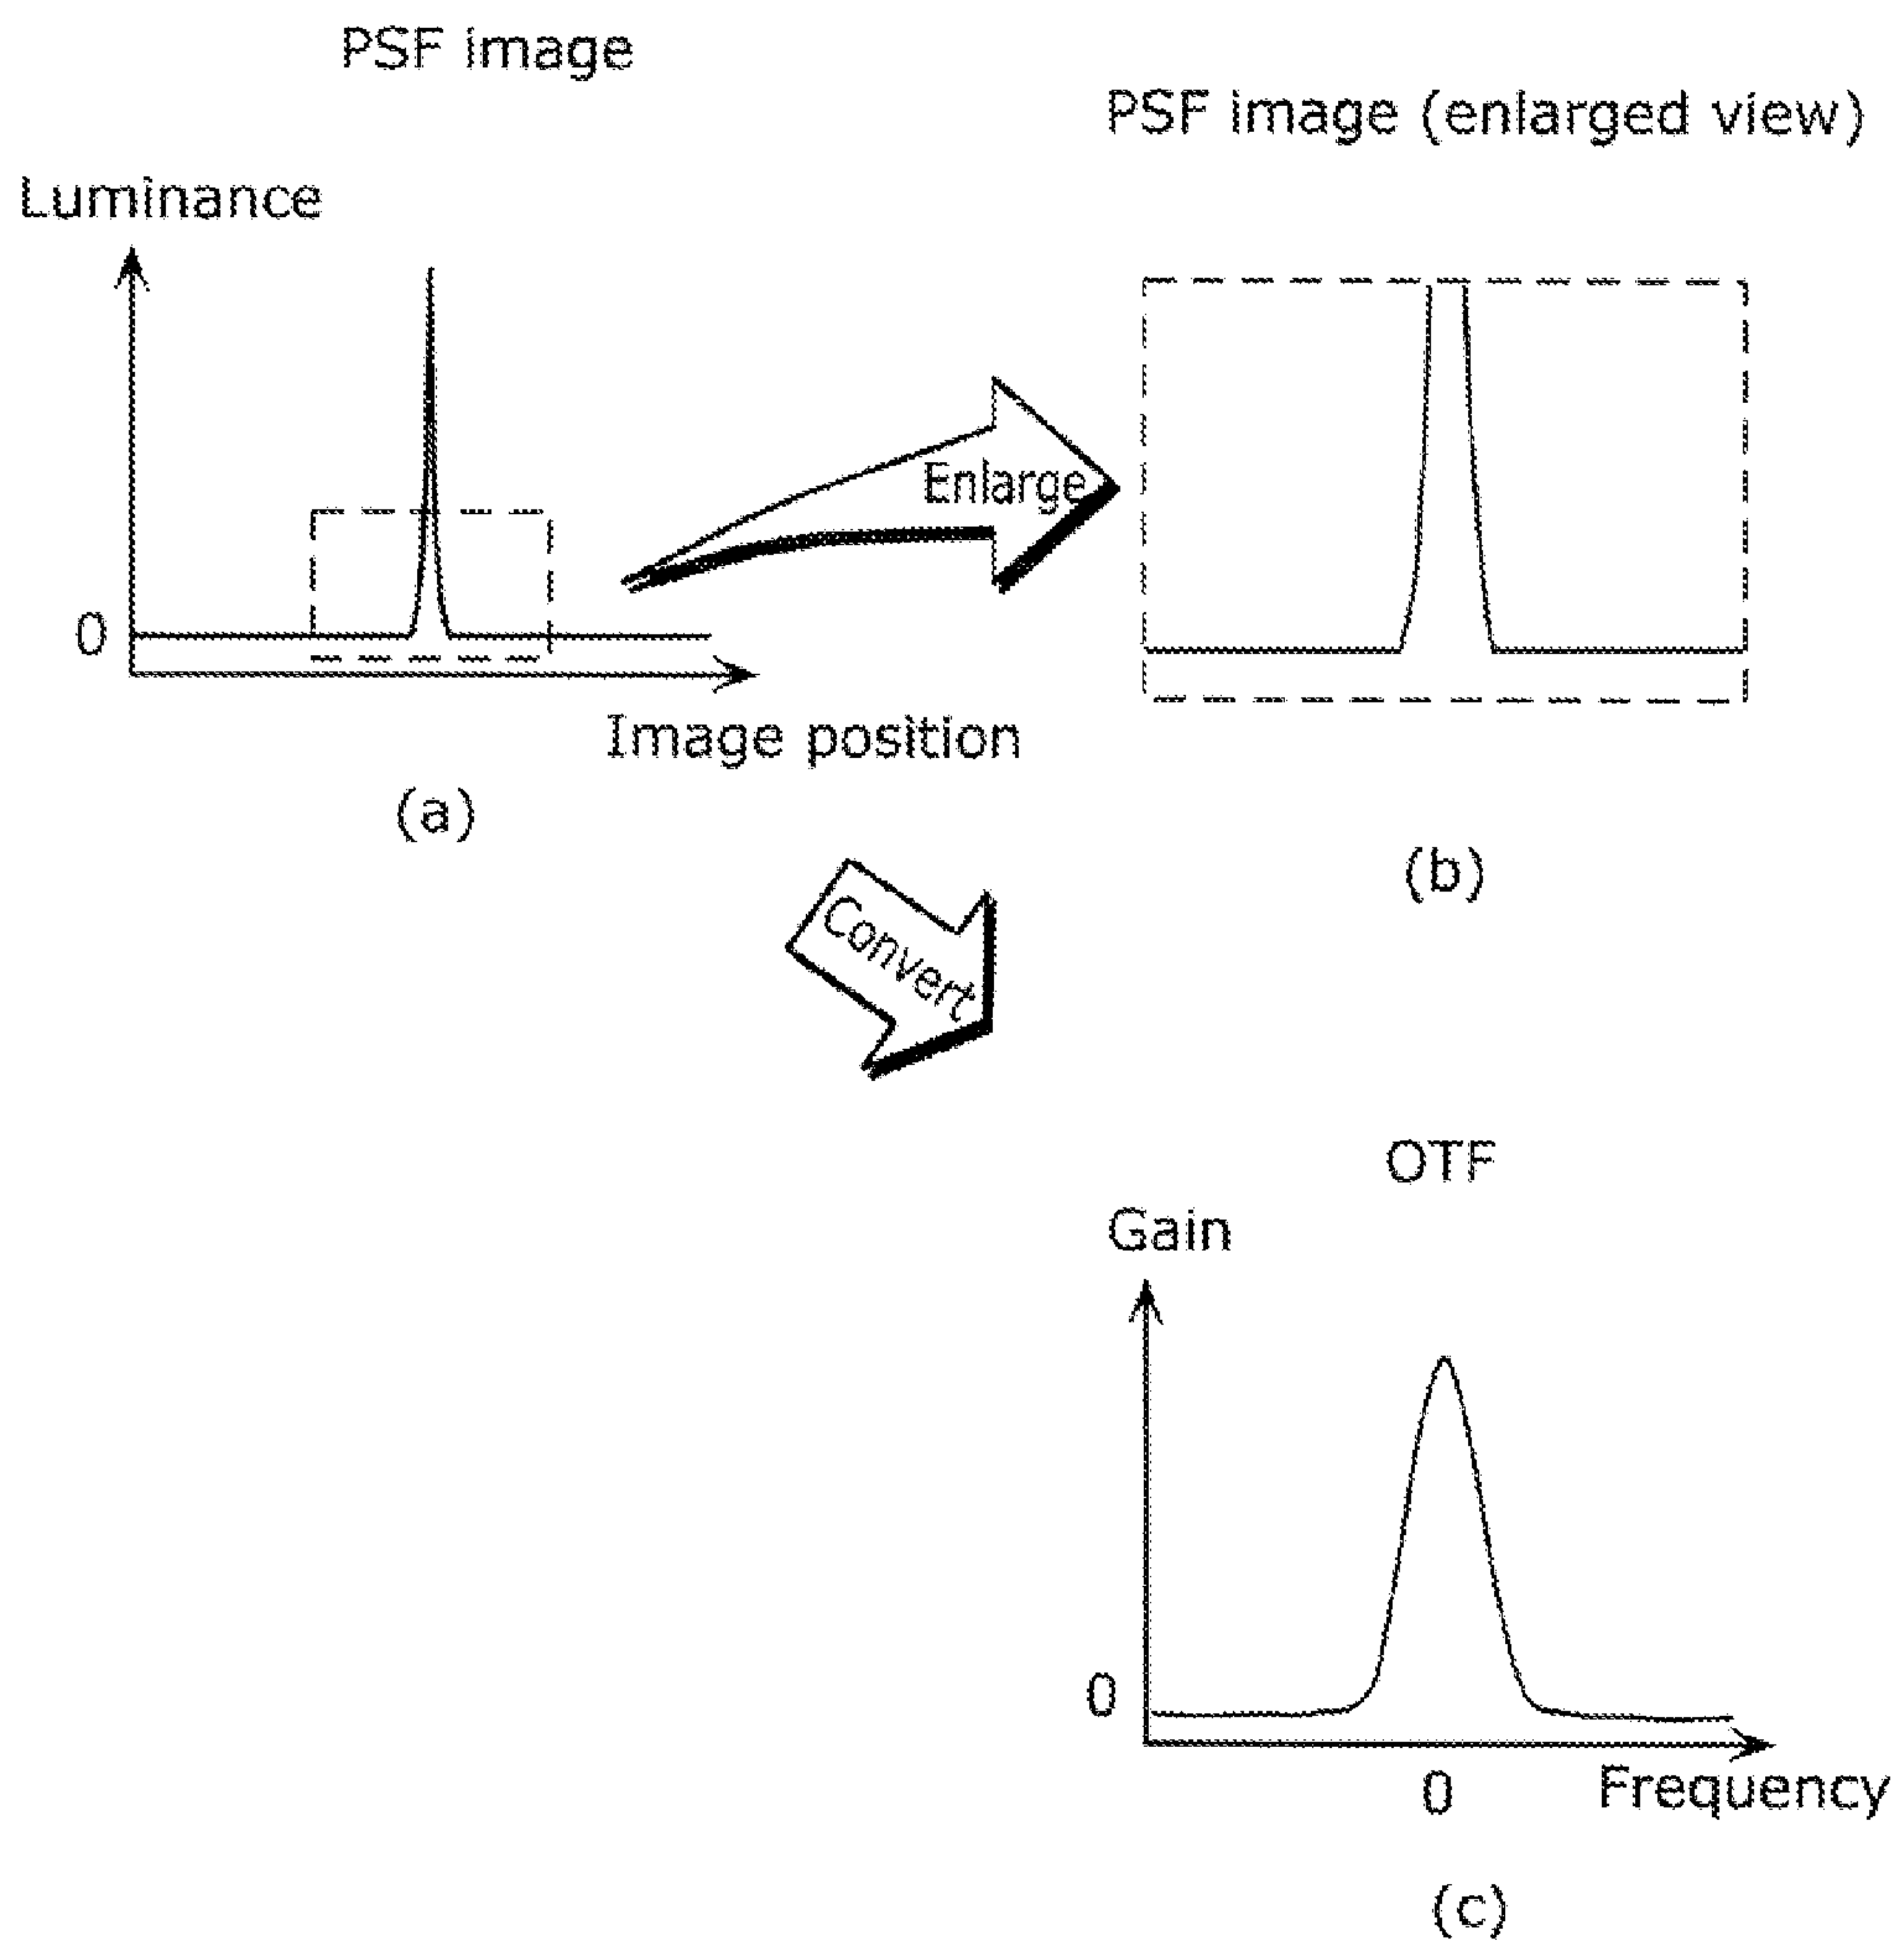 PSF image
PSF image (enlarged view)
Luminance
Enlarge
0
Image position
(a)
(b)
Convert
OTF
Gain
0
0
Frequency
(c)